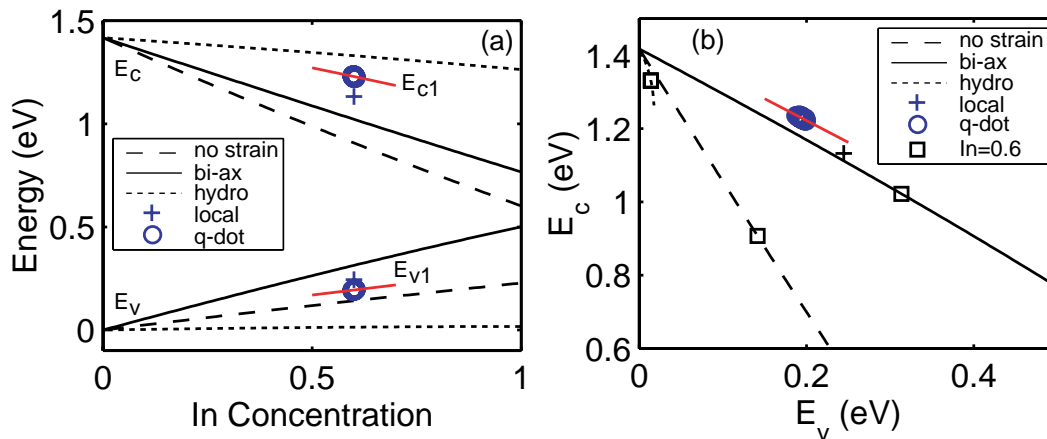 1.5
1
0.5
0
Energy (eV)
(a)
E_c
E_c1
no strain
bi-ax
hydro
local
q-dot
E_v1
E_v
0
0.5
1
In Concentration
1.4
1.2
1
0.8
0.6
E_c (eV)
(b)
no strain
bi-ax
hydro
local
q-dot
In=0.6
0
0.2
0.4
E_v (eV)